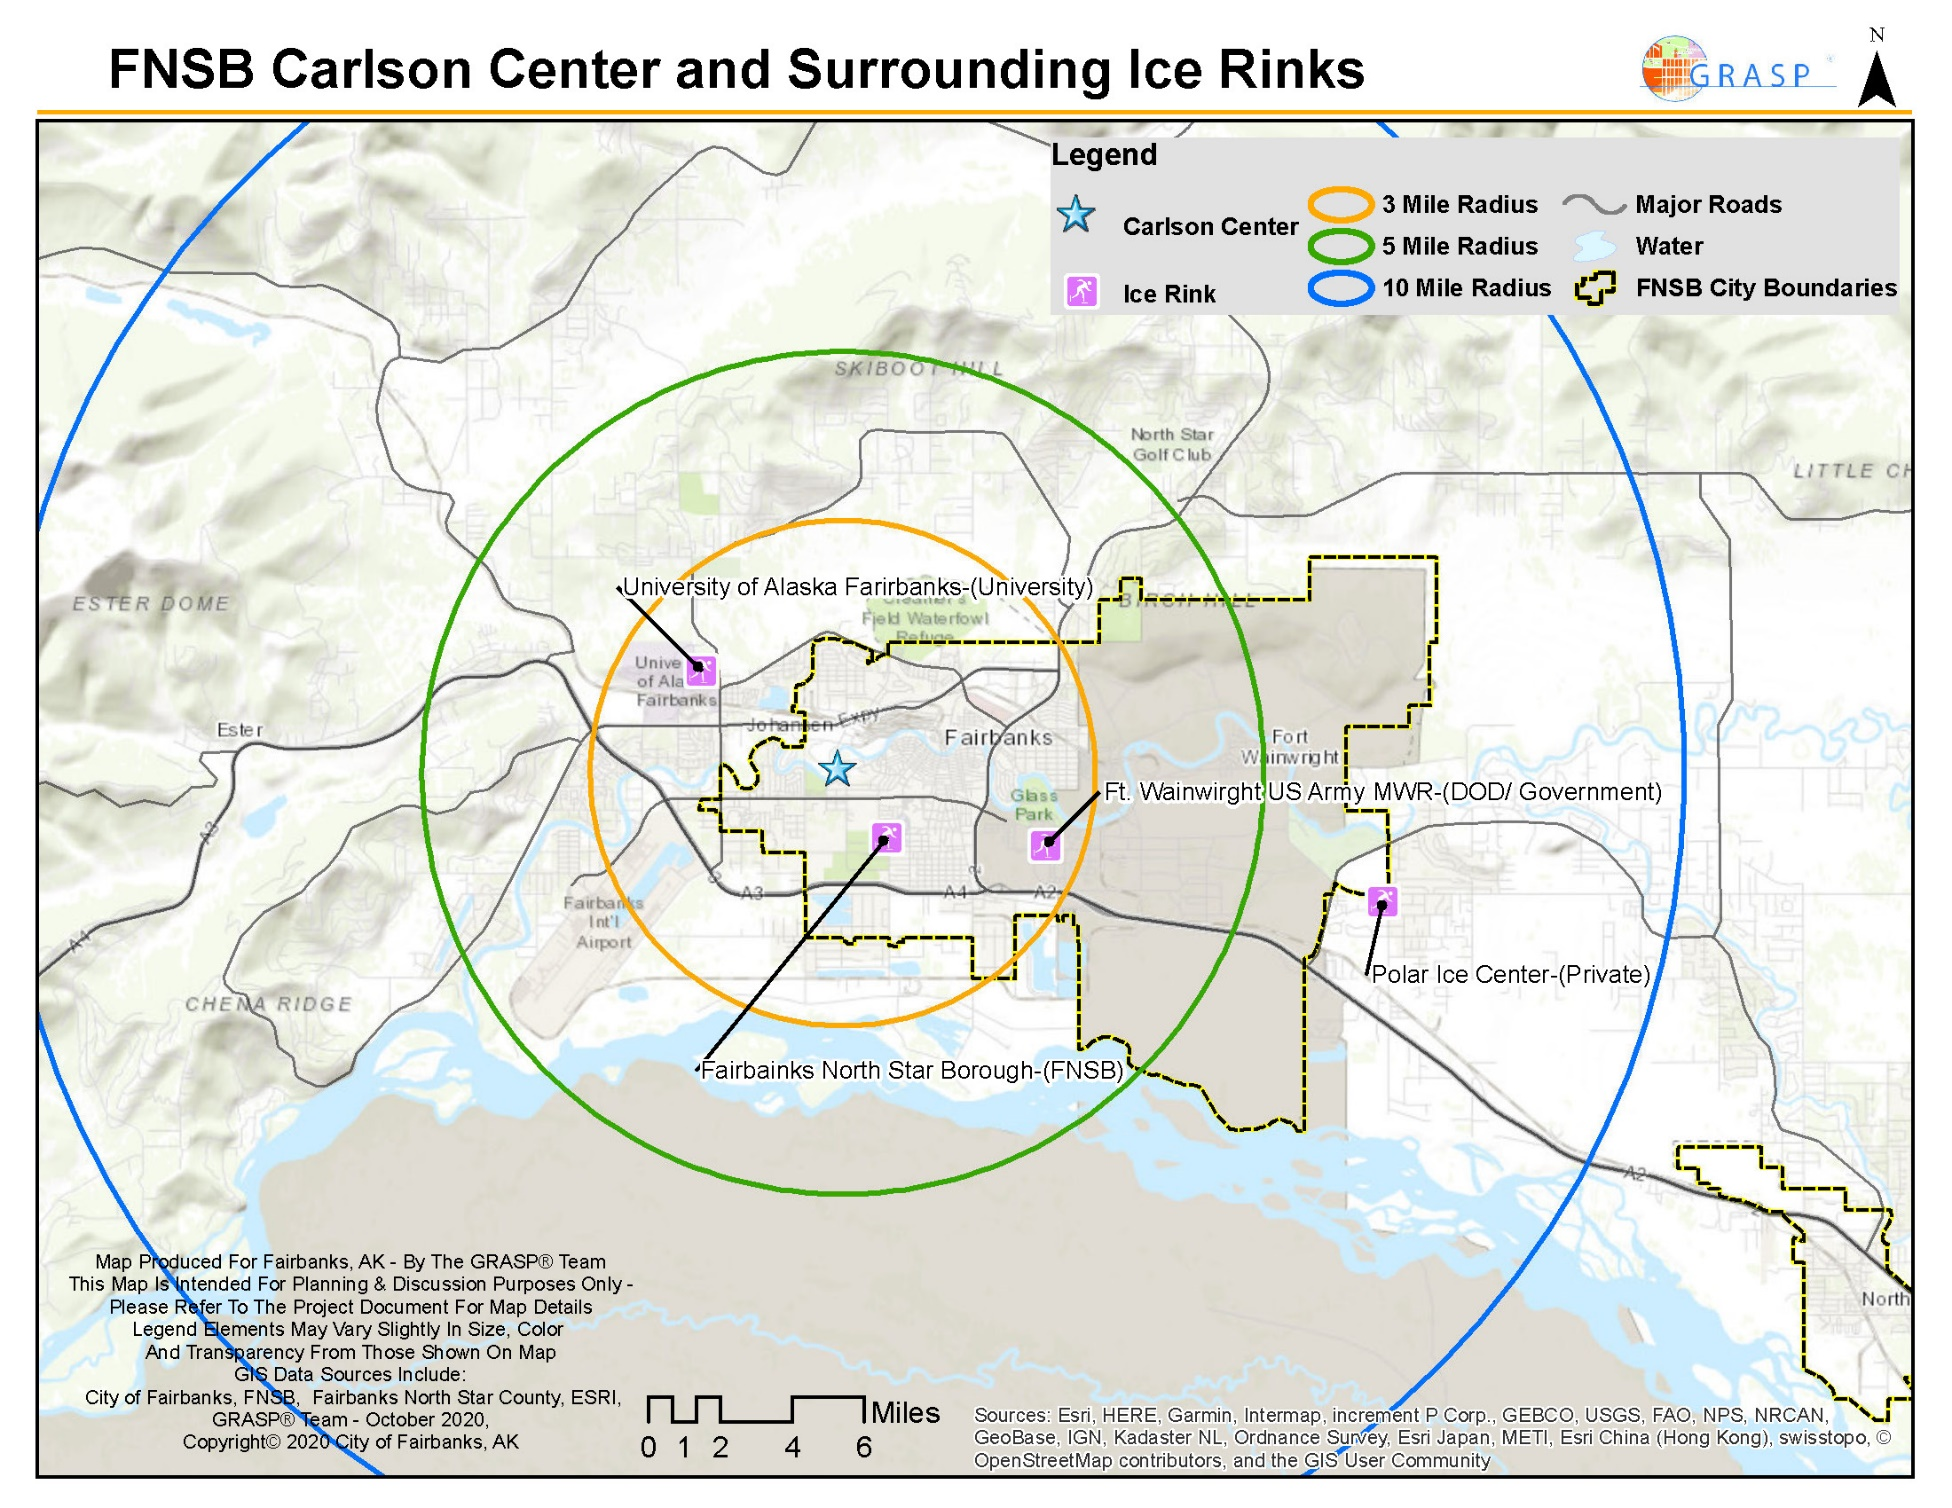 FNSB Carlson Center and Surrounding Ice Rinks
GRASP®
N
Legend
Carlson Center
Ice Rink
3 Mile Radius
5 Mile Radius
10 Mile Radius
Major Roads
Water
FNSB City Boundaries
SKIBOOT HILL
North Star
Golf Club
LITTLE CH
ESTER DOME
University of Alaska Farirbanks-(University)
Creamer's
Field Waterfowl
Refuge
BIRCH HILL
Unive
of Ala
Fairbanks
Ester
Johansen Expy
Fairbanks
Fort
Wainwright
Ft. Wainwirght US Army MWR-(DOD/ Government)
Glass
Park
A3
A3
A4
A2
Fairbanks
Int'l
Airport
A4
CHENA RIDGE
Polar Ice Center-(Private)
Fairbainks North Star Borough-(FNSB)
A2
2
North
Map Produced For Fairbanks, AK - By The GRASP® Team
This Map Is Intended For Planning & Discussion Purposes Only -
Please Refer To The Project Document For Map Details
Legend Elements May Vary Slightly In Size, Color
And Transparency From Those Shown On Map
GIS Data Sources Include:
City of Fairbanks, FNSB, Fairbanks North Star County, ESRI,
GRASP® Team - October 2020,
Copyright© 2020 City of Fairbanks, AK
Miles
0 1 2 4 6
Sources: Esri, HERE, Garmin, Intermap, increment P Corp., GEBCO, USGS, FAO, NPS, NRCAN,
GeoBase, IGN, Kadaster NL, Ordnance Survey, Esri Japan, METI, Esri China (Hong Kong), swisstopo, ©
OpenStreetMap contributors, and the GIS User Community